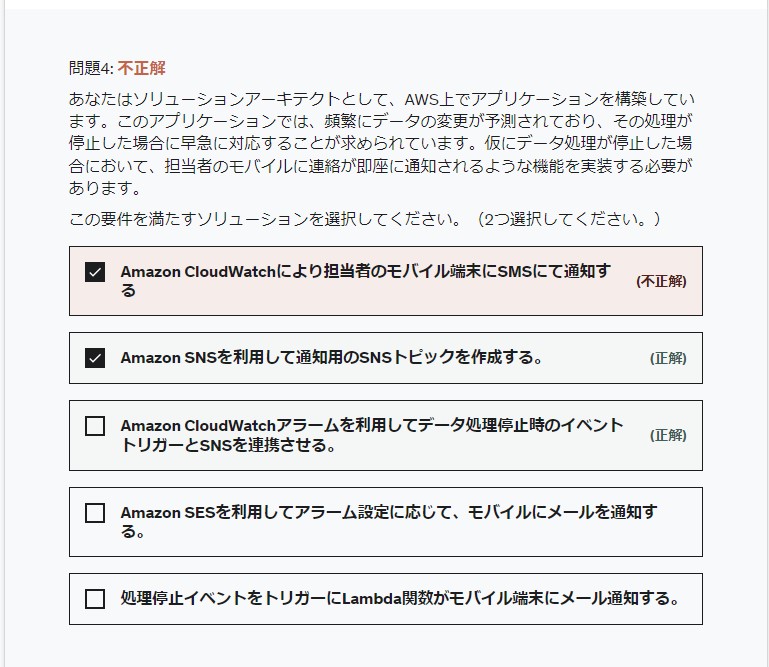 問題4: 不正解
あなたはソリューションアーキテクトとして、AWS上でアプリケーションを構築してい
ます。このアプリケーションでは、頻繁にデータの変更が予測されており、その処理が
停止した場合に早急に対応することが求められています。仮にデータ処理が停止した場
合において、担当者のモバイルに連絡が即座に通知されるような機能を実装する必要が
あります。
この要件を満たすソリューションを選択してください。（2つ選択してください。）
Amazon CloudWatchにより担当者のモバイル端末にSMSにて通知す
る
(不正解)
Amazon SNSを利用して通知用のSNSトピックを作成する。
(正解)
Amazon CloudWatchアラームを利用してデータ処理停止時のイベント
トリガーとSNSを連携させる。
(正解)
Amazon SESを利用してアラーム設定に応じて、モバイルにメールを通知す
る。
処理停止イベントをトリガーにLambda関数がモバイル端末にメール通知する。